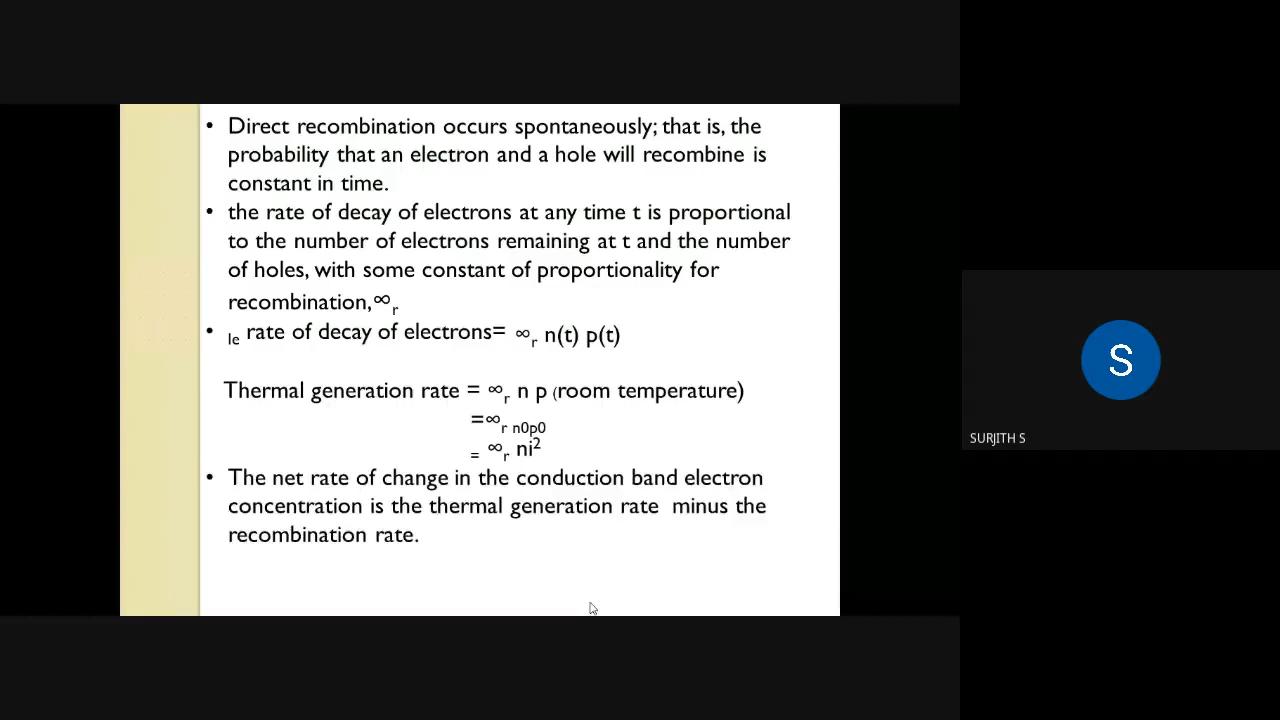 • Direct recombination occurs spontaneously; that is, the
probability that an electron and a hole will recombine is
constant in time.
• the rate of decay of electrons at any time t is proportional
to the number of electrons remaining at t and the number
of holes, with some constant of proportionality for
recombination,∞r
• Ie rate of decay of electrons= ∞r n(t) p(t)
Thermal generation rate = ∞r n p (room temperature)
=∞r n0p0
= ∞r ni²
• The net rate of change in the conduction band electron
concentration is the thermal generation rate minus the
recombination rate.
S
SURJITH S